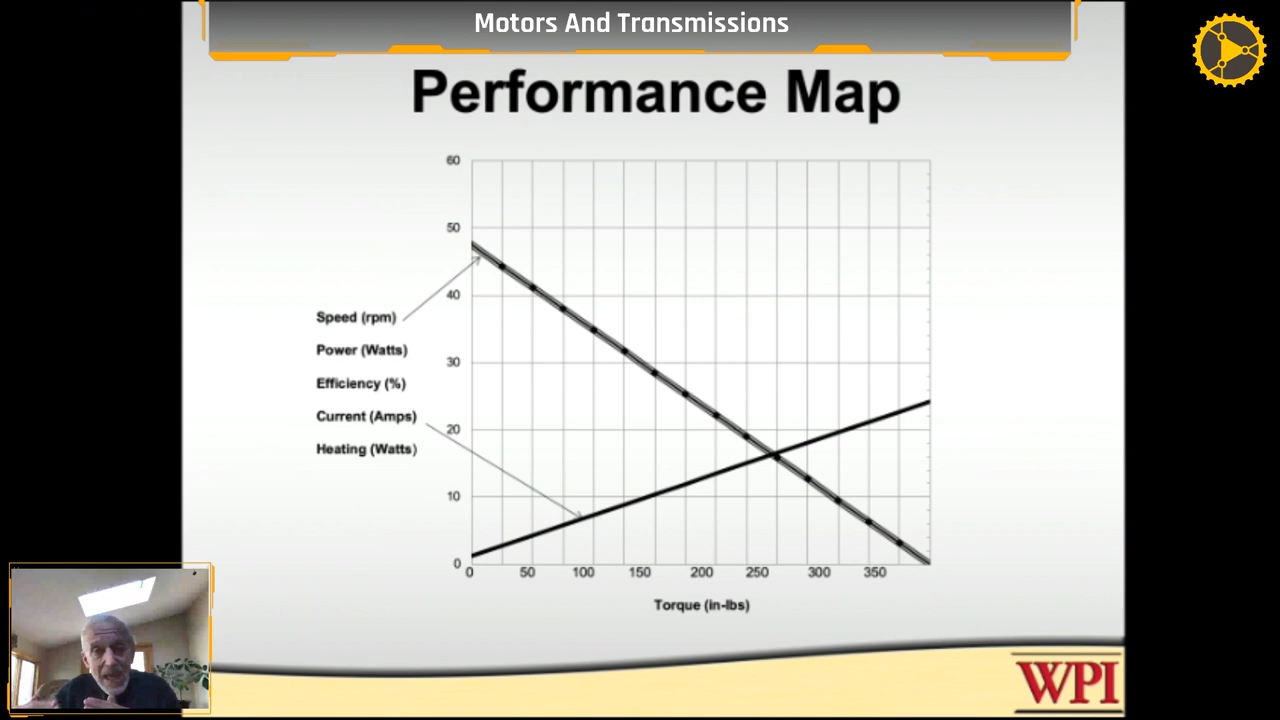 Motors And Transmissions
Performance Map
60
50
40
30
20
10
0
Speed (rpm)
Power (Watts)
Efficiency (%)
Current (Amps)
Heating (Watts)
0 50 100 150 200 250 300 350
Torque (in-lbs)
WPI